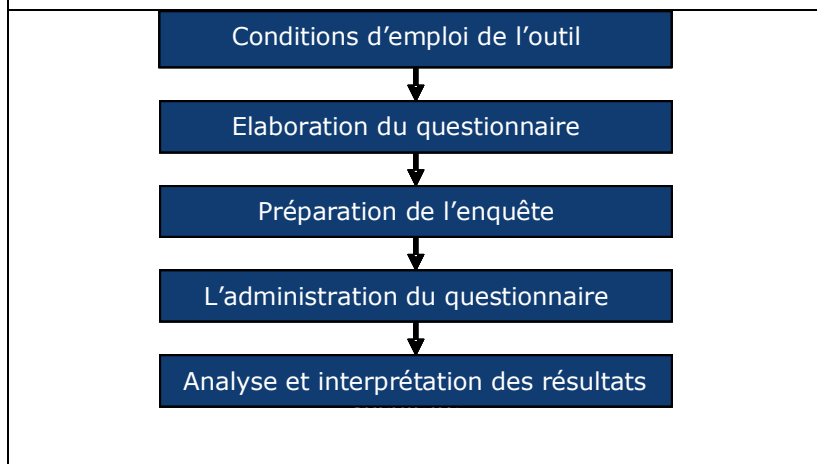 Conditions d’emploi de l’outil
Elaboration du questionnaire
Préparation de l’enquête
L’administration du questionnaire
Analyse et interprétation des résultats